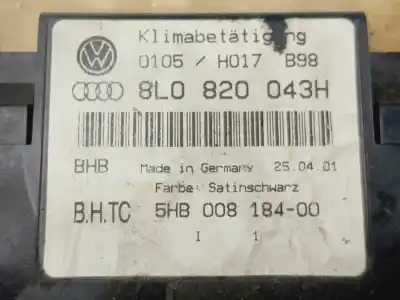 Klimabetätigung
0105 / H017 B98
8L0 820 043H
BHB Made in Germany 25.04.01
Farbe: Satinschwarz
B.H.TC 5HB 008 184-00
I 1